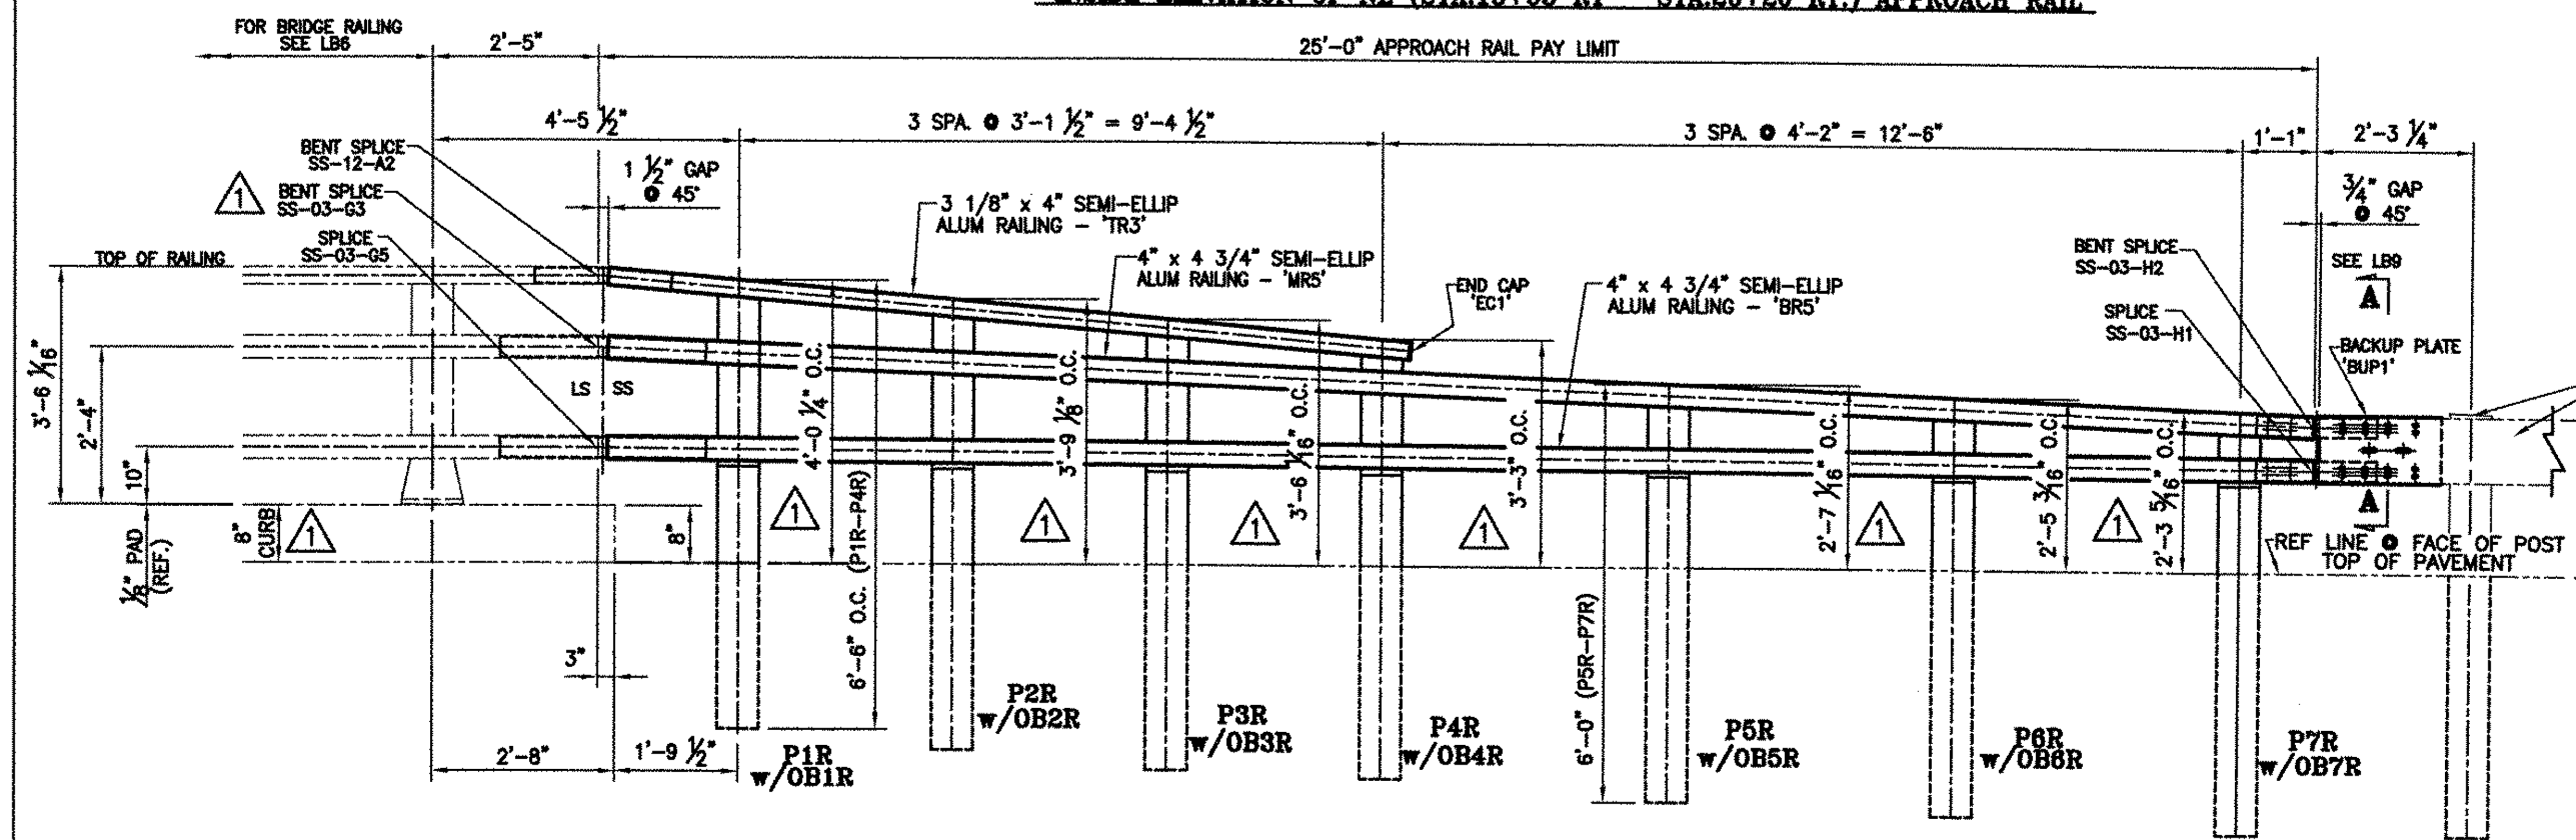 FOR BRIDGE RAILING
SEE LB6
2'-5"
25'-0" APPROACH RAIL PAY LIMIT
4'-5 1/2"
3 SPA. @ 3'-1 1/2" = 9'-4 1/2"
3 SPA. @ 4'-2" = 12'-6"
1'-1"
2'-3 1/4"
BENT SPLICE
SS-12-A2
1
BENT SPLICE
SS-03-G3
SPLICE
SS-03-G5
1 1/2" GAP
@ 45°
3 1/8" x 4" SEMI-ELLIP
ALUM RAILING - 'TR3'
4" x 4 3/4" SEMI-ELLIP
ALUM RAILING - 'MR5'
END CAP
'EC1'
4" x 4 3/4" SEMI-ELLIP
ALUM RAILING - 'BR5'
BENT SPLICE
SS-03-H2
SPLICE
SS-03-H1
3/4" GAP
@ 45°
SEE LB9
A
BACKUP PLATE
'BUP1'
A
TOP OF RAILING
3'-6 1/16"
2'-4"
10"
8"
CURB
1/8" PAD
(REF.)
1
LS
SS
8"
3"
2'-8"
1'-9 1/2"
4'-0 1/4" O.C.
6'-6" O.C. (P1R-P4R)
3'-9 1/8" O.C.
3'-6 1/16" O.C.
3'-3" O.C.
6'-0" (P5R-P7R)
2'-7 1/16" O.C.
2'-5 3/16" O.C.
2'-3 5/16" O.C.
1
1
1
1
1
1
REF LINE @ FACE OF POST
TOP OF PAVEMENT
P1R
w/OB1R
P2R
w/OB2R
P3R
w/OB3R
P4R
w/OB4R
P5R
w/OB5R
P6R
w/OB6R
P7R
w/OB7R